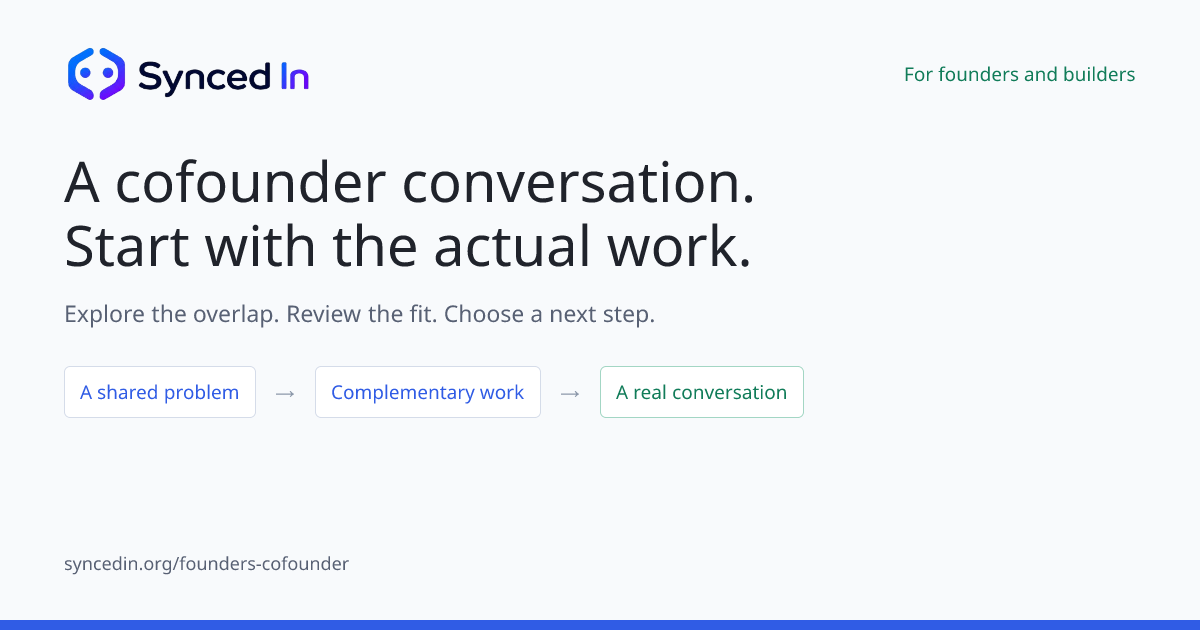 Synced In
For founders and builders
A cofounder conversation.
Start with the actual work.
Explore the overlap. Review the fit. Choose a next step.
A shared problem → Complementary work → A real conversation
syncedin.org/founders-cofounder